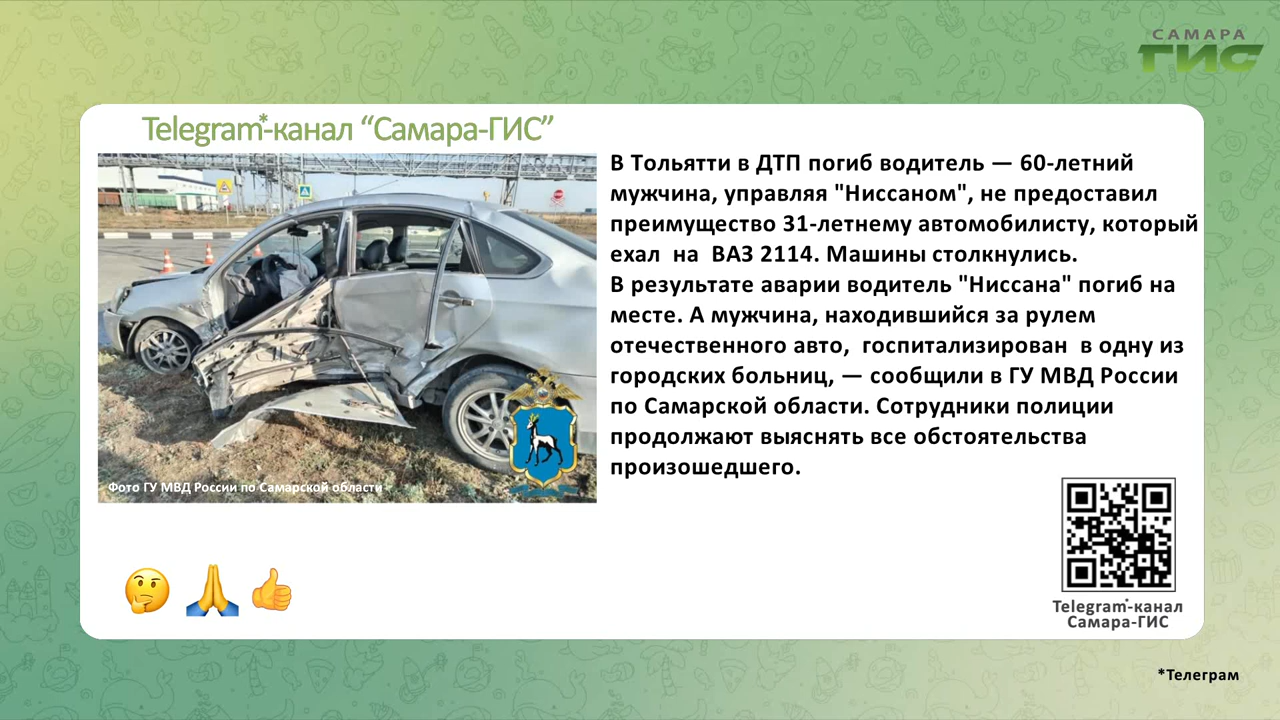 САМАРА
ГИС
Telegram*-канал “Самара-ГИС”
В Тольятти в ДТП погиб водитель — 60-летний
мужчина, управляя "Ниссаном", не предоставил
преимущество 31-летнему автомобилисту, который
ехал на ВАЗ 2114. Машины столкнулись.
В результате аварии водитель "Ниссана" погиб на
месте. А мужчина, находившийся за рулем
отечественного авто, госпитализирован в одну из
городских больниц, — сообщили в ГУ МВД России
по Самарской области. Сотрудники полиции
продолжают выяснять все обстоятельства
произошедшего.
Фото ГУ МВД России по Самарской области
Telegram*-канал
Самара-ГИС
*Телеграм